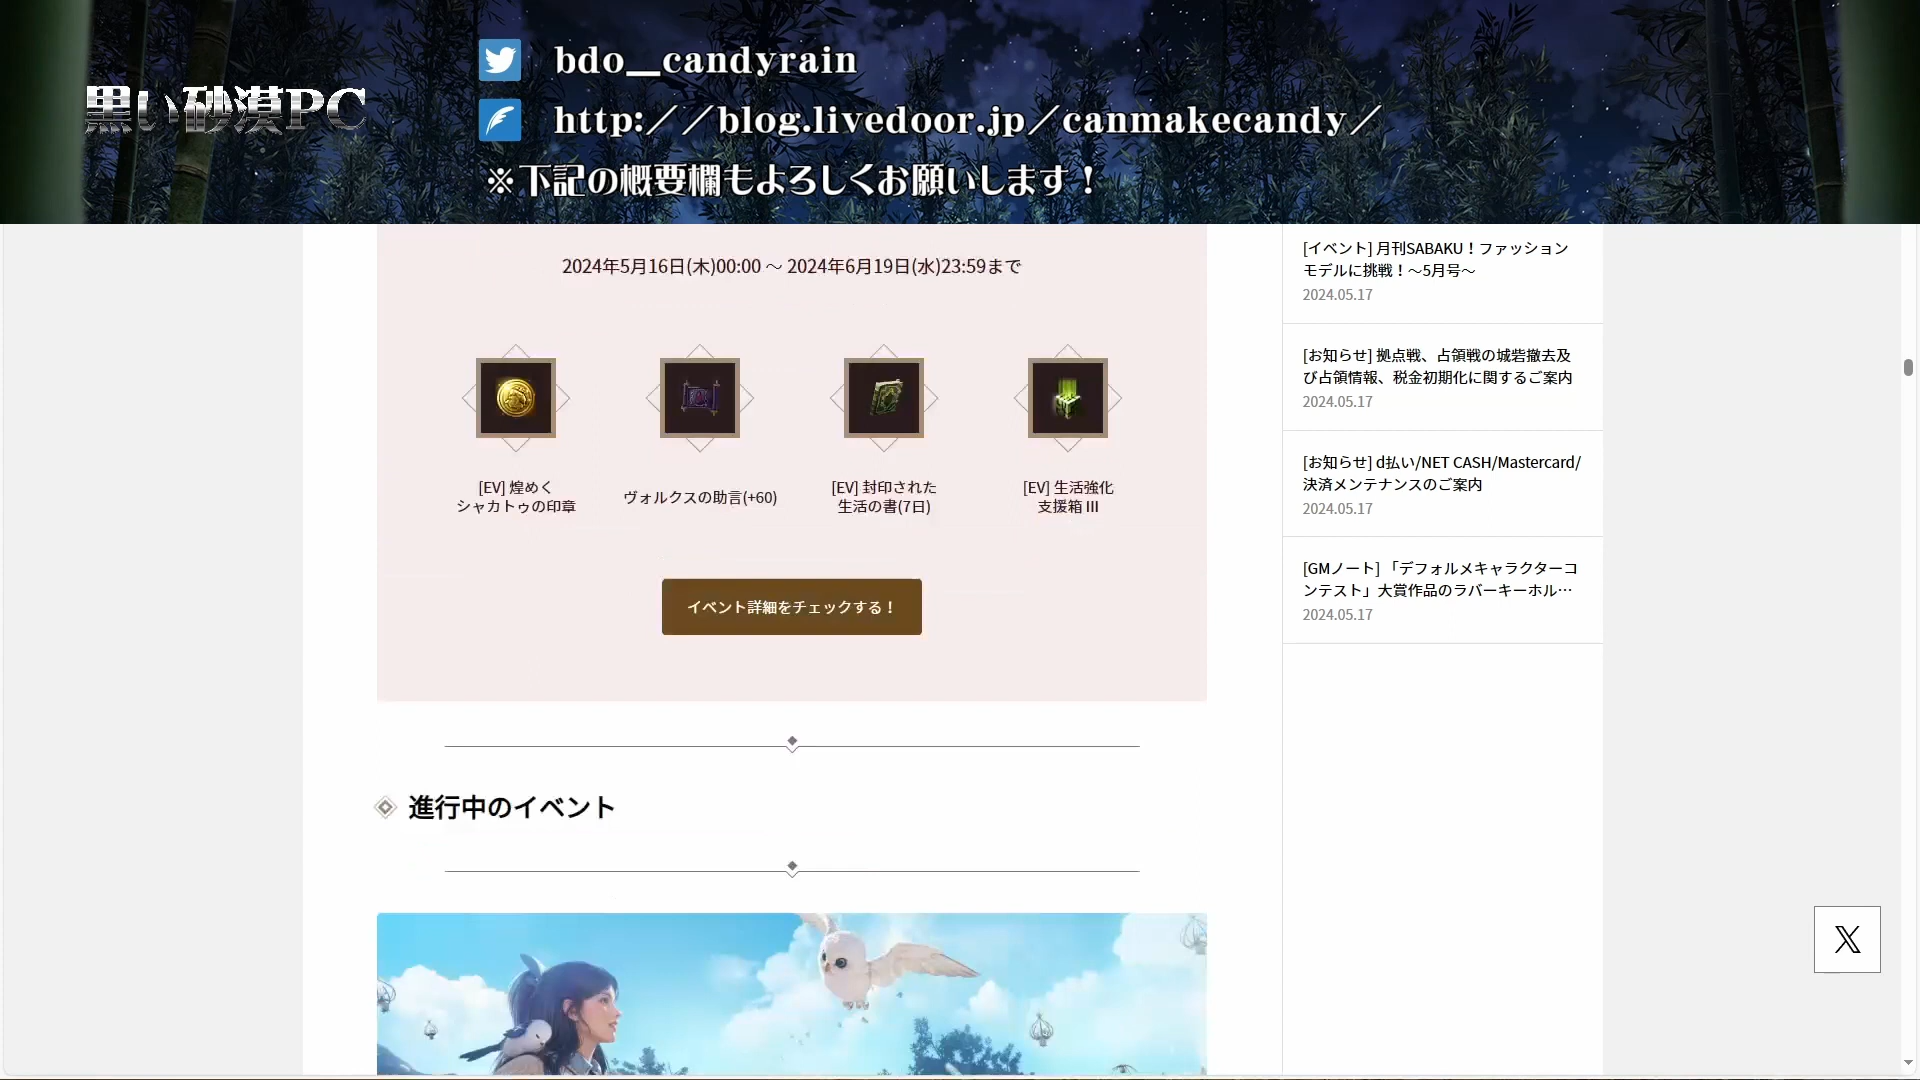 黒い砂漠PC
bdo__candyrain
http://blog.livedoor.jp/canmakecandy/
※下記の概要欄もよろしくお願いします！
2024年5月16日(木)00:00 ～ 2024年6月19日(水)23:59まで
[EV] 煌めく
シャカトゥの印章
ヴォルクスの助言(+60)
[EV] 封印された
生活の書(7日)
[EV] 生活強化
支援箱 III
イベント詳細をチェックする！
進行中のイベント
[イベント] 月刊SABAKU！ファッション
モデルに挑戦！～5月号～
2024.05.17
[お知らせ] 拠点戦、占領戦の城砦撤去及
び占領情報、税金初期化に関するご案内
2024.05.17
[お知らせ] d払い/NET CASH/Mastercard/
決済メンテナンスのご案内
2024.05.17
[GMノート] 「デフォルメキャラクターコ
ンテスト」大賞作品のラバーキーホル…
2024.05.17